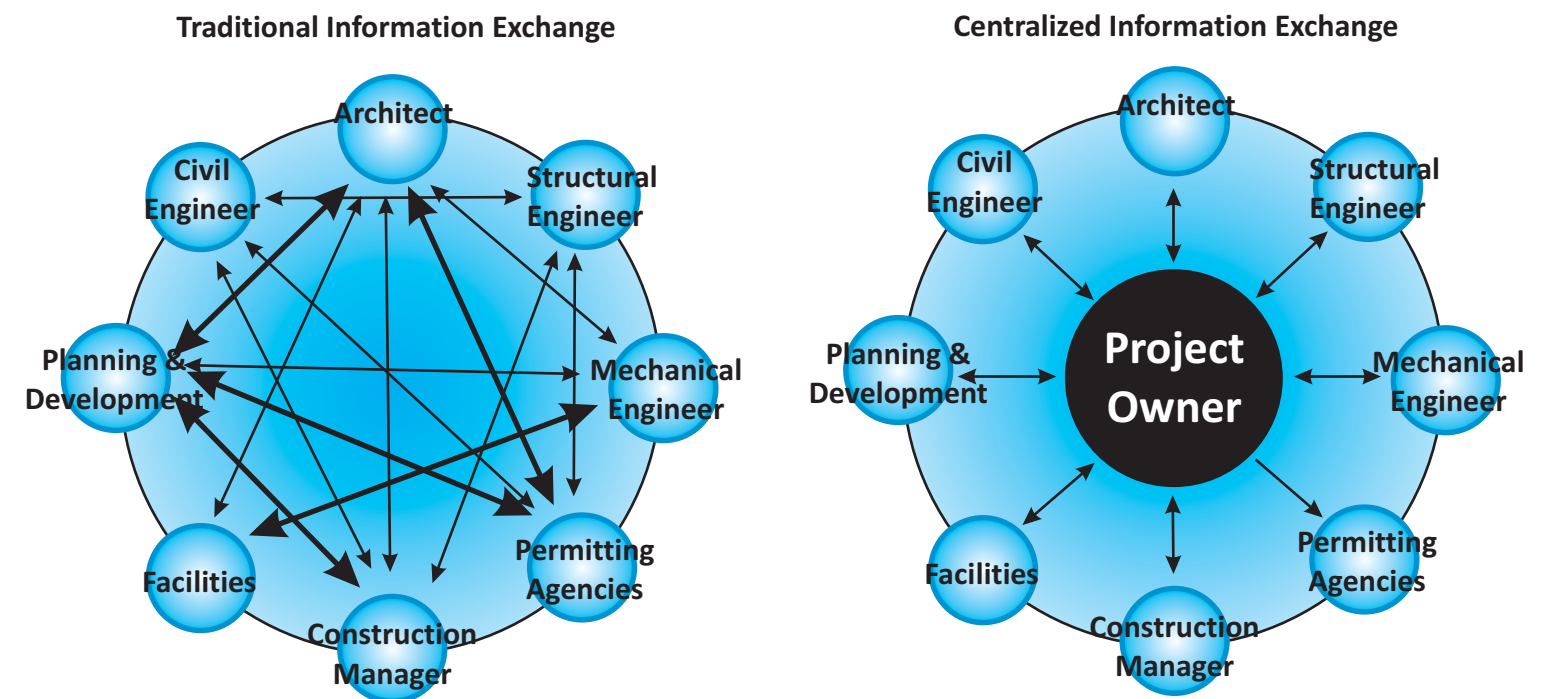 Traditional Information Exchange
Architect
Civil
Engineer
Structural
Engineer
Planning &
Development
Mechanical
Engineer
Facilities
Permitting
Agencies
Construction
Manager
Centralized Information Exchange
Architect
Civil
Engineer
Structural
Engineer
Planning &
Development
Project
Owner
Mechanical
Engineer
Facilities
Permitting
Agencies
Construction
Manager